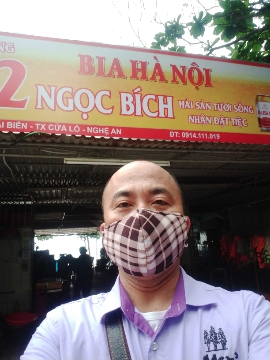 BIA HÀ NỘI
2 NGỌC BÍCH
HẢI SẢN TƯƠI SỐNG
NHẬN ĐẶT TIỆC
BIỂN - TX CỬA LÒ - NGHỆ AN
ĐT: 0914.111.019